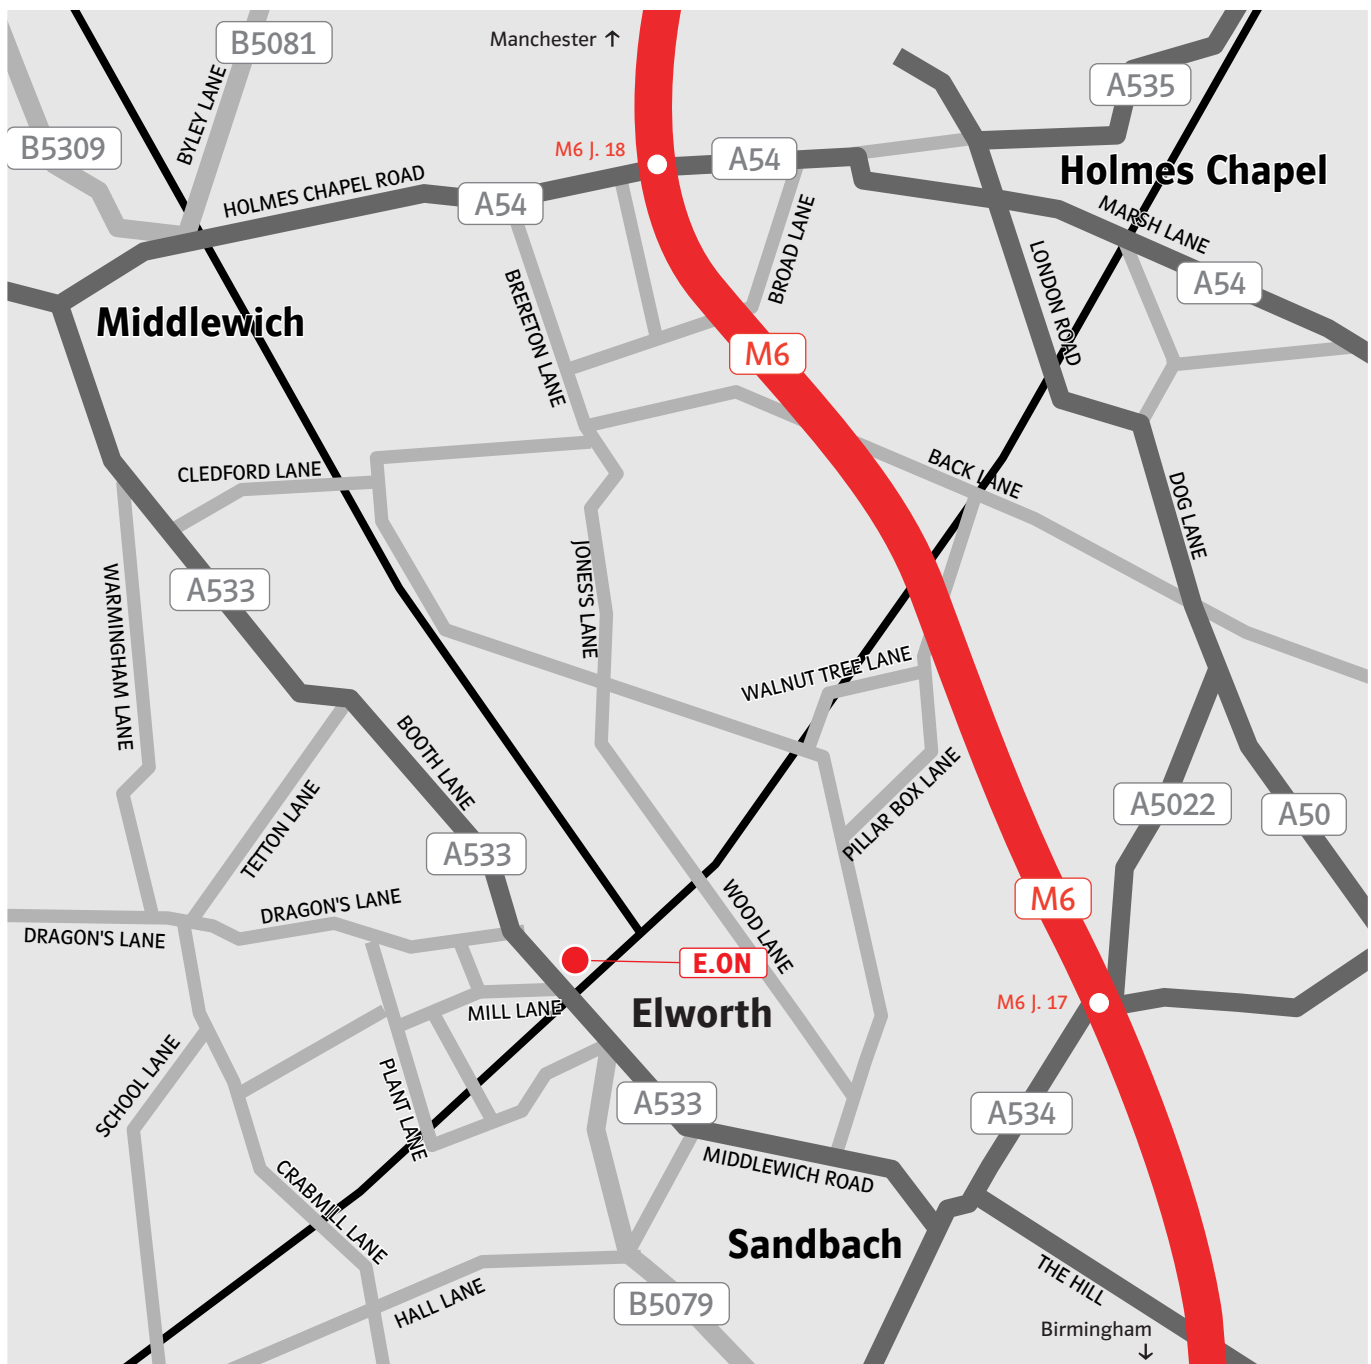 B5081
Manchester ↑
A535
BYLEY LANE
B5309
M6 J. 18
A54
Holmes Chapel
HOLMES CHAPEL ROAD
A54
MARSH LANE
BROAD LANE
LONDON ROAD
A54
Middlewich
BRERETON LANE
M6
CLEDFORD LANE
BACK LANE
DOG LANE
A533
WARMINGHAM LANE
JONES'S LANE
WALNUT TREE LANE
BOOTH LANE
TETTON LANE
PILLAR BOX LANE
A5022
A50
A533
M6
DRAGON'S LANE
WOOD LANE
DRAGON'S LANE
E.ON
MILL LANE
Elworth
M6 J. 17
SCHOOL LANE
PLANT LANE
A533
A534
MIDDLEWICH ROAD
CRABMILL LANE
Sandbach
THE HILL
HALL LANE
B5079
Birmingham
↓